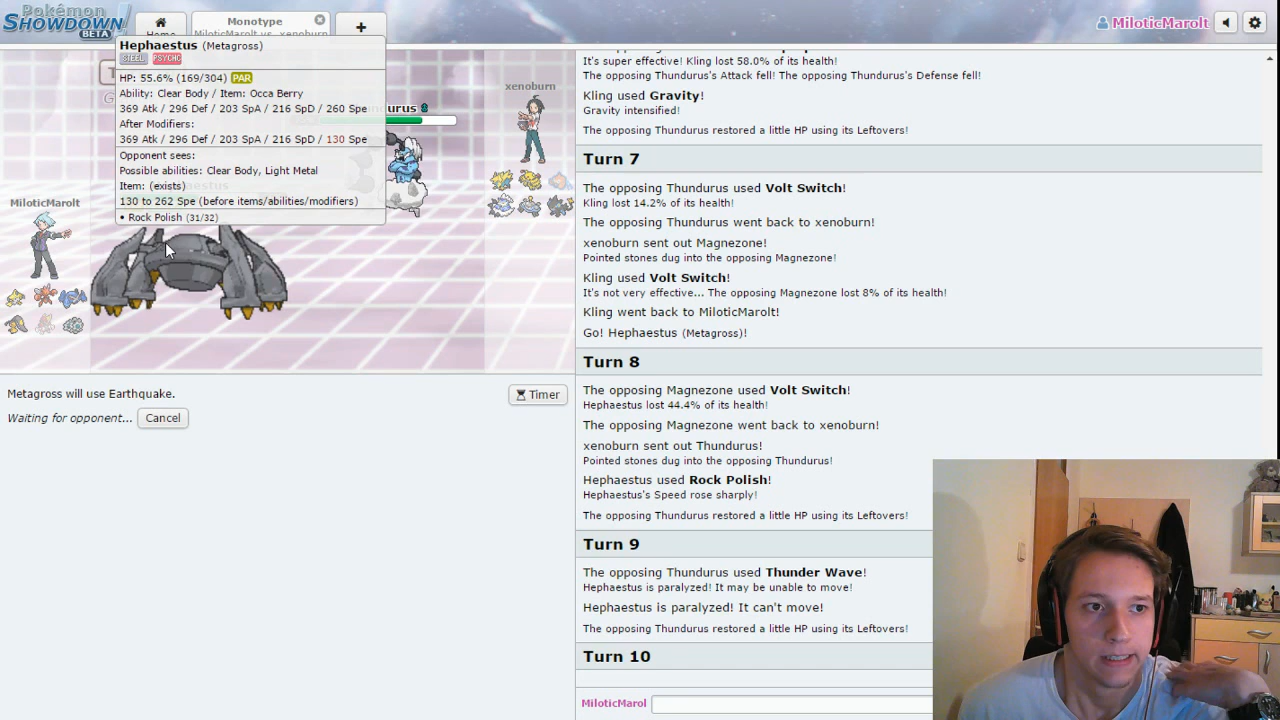 Pokémon
SHOWDOWN!
BETA
Home
Monotype
MiloticMarolt vs. xenoburn
+
MiloticMarolt
Hephaestus (Metagross)
STEEL PSYCHC
HP: 55.6% (169/304) PAR
Ability: Clear Body / Item: Occa Berry
369 Atk / 296 Def / 203 SpA / 216 SpD / 260 Spe
After Modifiers:
369 Atk / 296 Def / 203 SpA / 216 SpD / 130 Spe
Opponent sees:
Possible abilities: Clear Body, Light Metal
Item: (exists)
130 to 262 Spe (before items/abilities/modifiers)
• Rock Polish (31/32)
urus
xenoburn
MiloticMarolt
Metagross will use Earthquake.
Timer
Waiting for opponent...
Cancel
It's super effective! Kling lost 58.0% of its health!
The opposing Thundurus's Attack fell! The opposing Thundurus's Defense fell!
Kling used Gravity!
Gravity intensified!
The opposing Thundurus restored a little HP using its Leftovers!
Turn 7
The opposing Thundurus used Volt Switch!
Kling lost 14.2% of its health!
The opposing Thundurus went back to xenoburn!
xenoburn sent out Magnezone!
Pointed stones dug into the opposing Magnezone!
Kling used Volt Switch!
It's not very effective... The opposing Magnezone lost 8% of its health!
Kling went back to MiloticMarolt!
Go! Hephaestus (Metagross)!
Turn 8
The opposing Magnezone used Volt Switch!
Hephaestus lost 44.4% of its health!
The opposing Magnezone went back to xenoburn!
xenoburn sent out Thundurus!
Pointed stones dug into the opposing Thundurus!
Hephaestus used Rock Polish!
Hephaestus's Speed rose sharply!
The opposing Thundurus restored a little HP using its Leftovers!
Turn 9
The opposing Thundurus used Thunder Wave!
Hephaestus is paralyzed! It may be unable to move!
Hephaestus is paralyzed! It can't move!
The opposing Thundurus restored a little HP using its Leftovers!
Turn 10
MiloticMarol